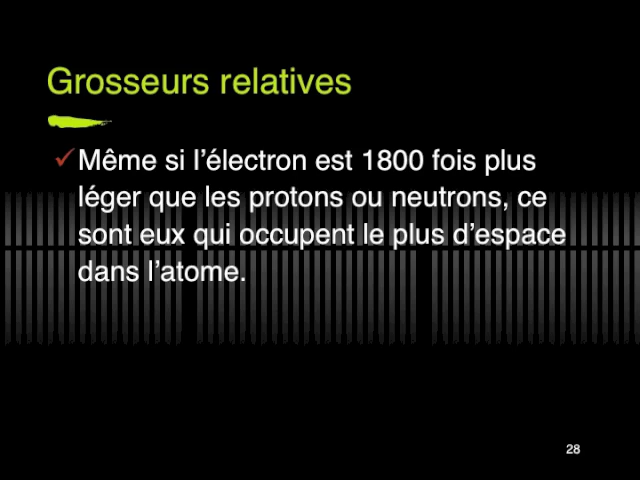 Grosseurs relatives
Même si l’électron est 1800 fois plus
léger que les protons ou neutrons, ce
sont eux qui occupent le plus d’espace
dans l’atome.
28